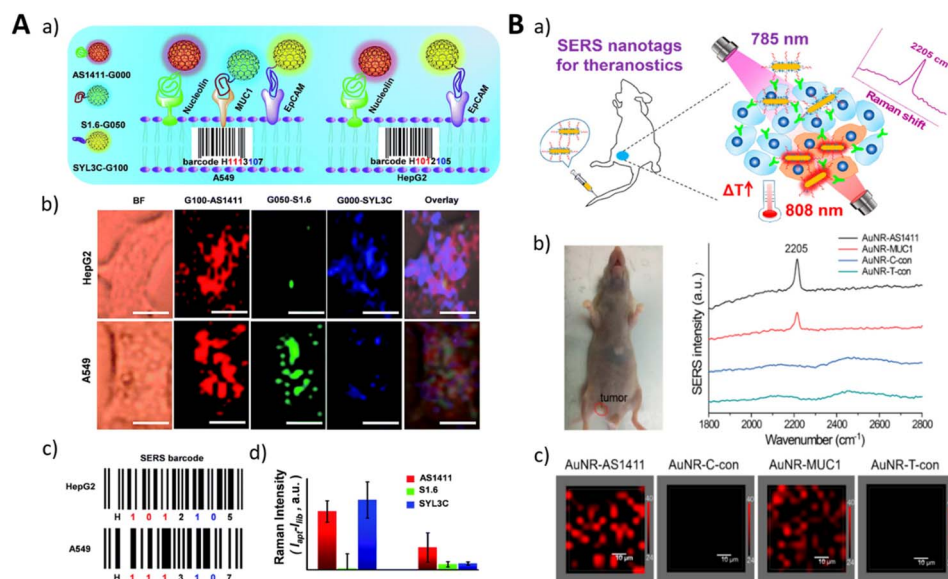 A a)
AS1411-G000
S1.6-G050
SYL3C-G100
Nucleolin
MUC1
EpCAM
barcode H1113107
A549
Nucleolin
EpCAM
barcode H1012105
HepG2
b)
BF G100-AS1411 G050-S1.6 G000-SYL3C Overlay
HepG2
A549
c)
SERS barcode
HepG2
H 1 0 1 2 1 0 5
A549
H 1 1 1 3 1 0 7
d)
Raman Intensity
( Iapt-Ilib , a.u. )
AS1411
S1.6
SYL3C
B a)
SERS nanotags
for theranostics
785 nm
2205 cm
Raman shift
ΔT↑
808 nm
b)
tumor
SERS intensity (a.u.)
2205
AuNR-AS1411
AuNR-MUC1
AuNR-C-con
AuNR-T-con
1800 2000 2200 2400 2600 2800
Wavenumber (cm-1)
c)
AuNR-AS1411 AuNR-C-con AuNR-MUC1 AuNR-T-con
40 40
24 24
10 µm 10 µm 10 µm 10 µm